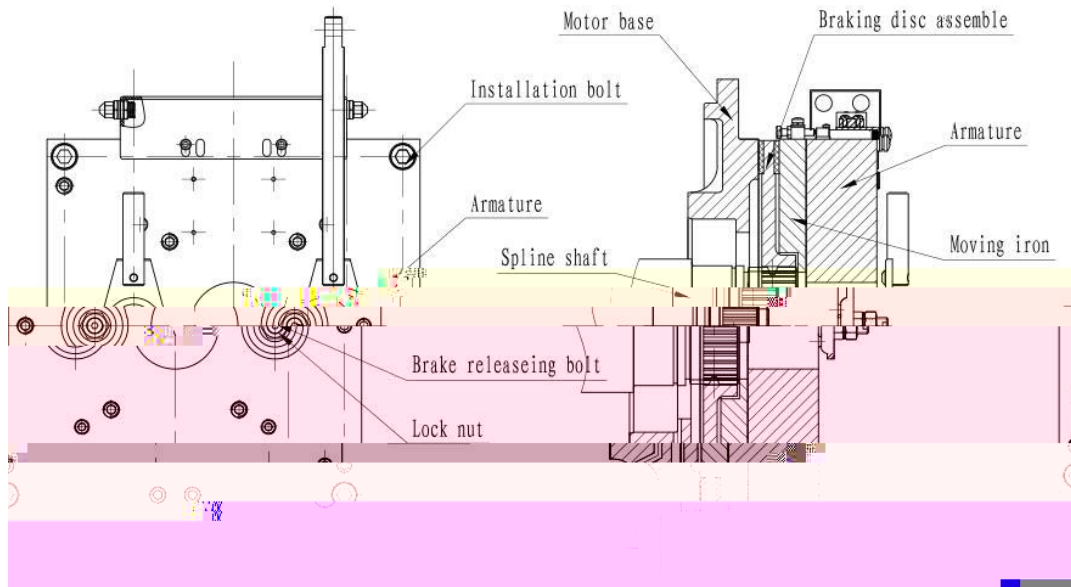 Motor base
Braking disc assemble
Installation bolt
Armature
Armature
Moving iron
Spline shaft
Brake releaseing bolt
Lock nut